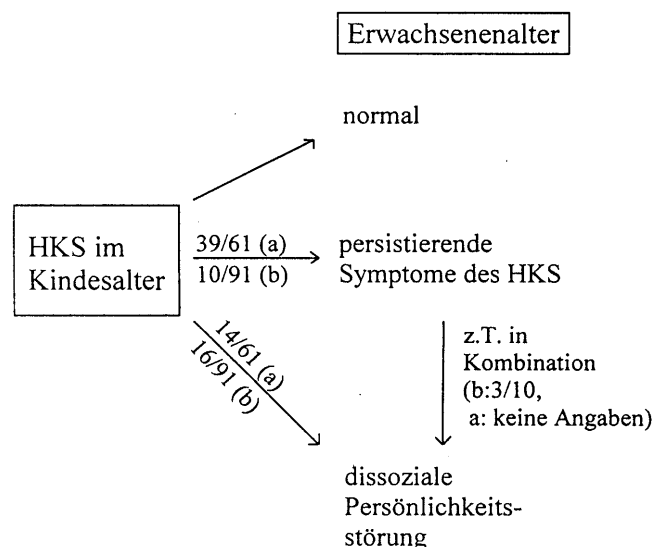 Erwachsenenalter
normal
HKS im
Kindesalter
39/61 (a)
10/91 (b)
persistierende
Symptome des HKS
14/61 (a)
16/91 (b)
z.T. in
Kombination
(b:3/10,
a: keine Angaben)
dissoziale
Persönlichkeits-
störung